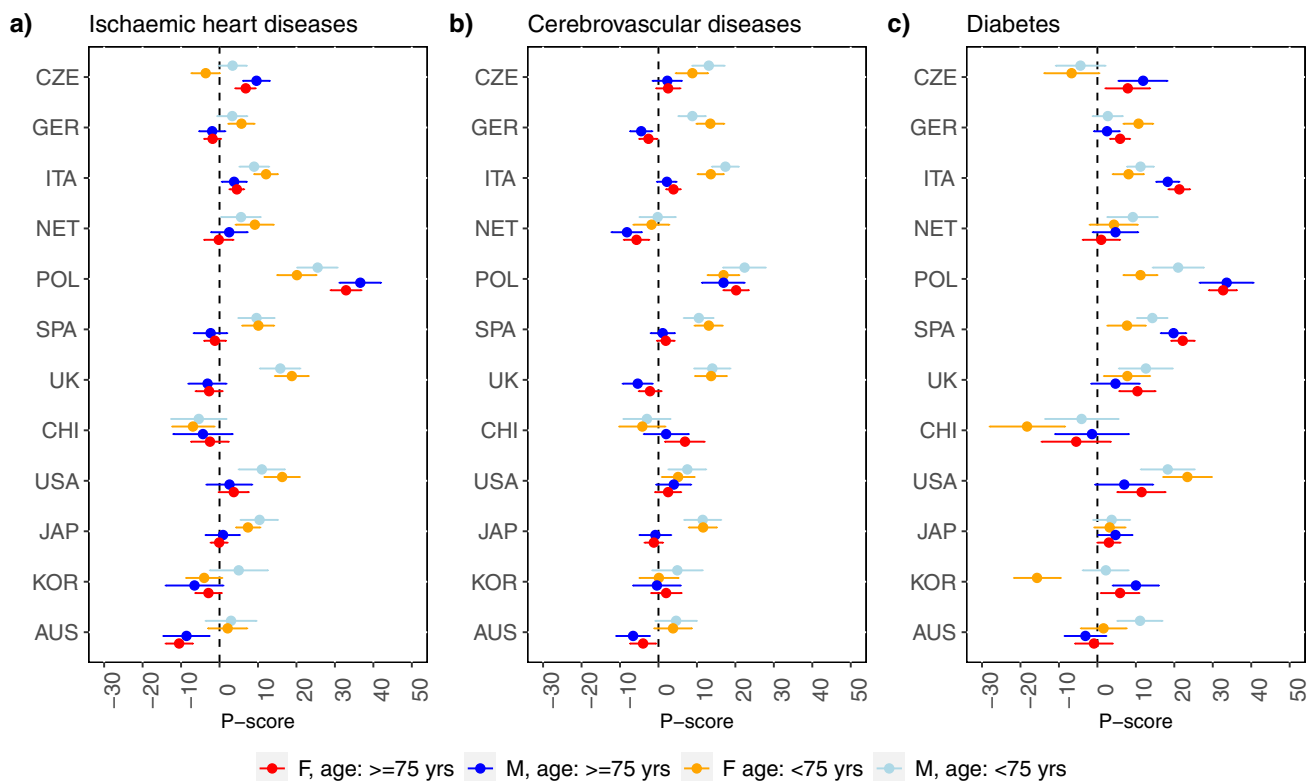 a) Ischaemic heart diseases b) Cerebrovascular diseases c) Diabetes
CZE CZE CZE
GER GER GER
ITA ITA ITA
NET NET NET
POL POL POL
SPA SPA SPA
UK UK UK
CHI CHI CHI
USA USA USA
JAP JAP JAP
KOR KOR KOR
AUS AUS AUS
−30 −20 −10 0 10 20 30 40 50 −30 −20 −10 0 10 20 30 40 50 −30 −20 −10 0 10 20 30 40 50
P−score P−score P−score
F, age: >=75 yrs M, age: >=75 yrs F age: <75 yrs M, age: <75 yrs